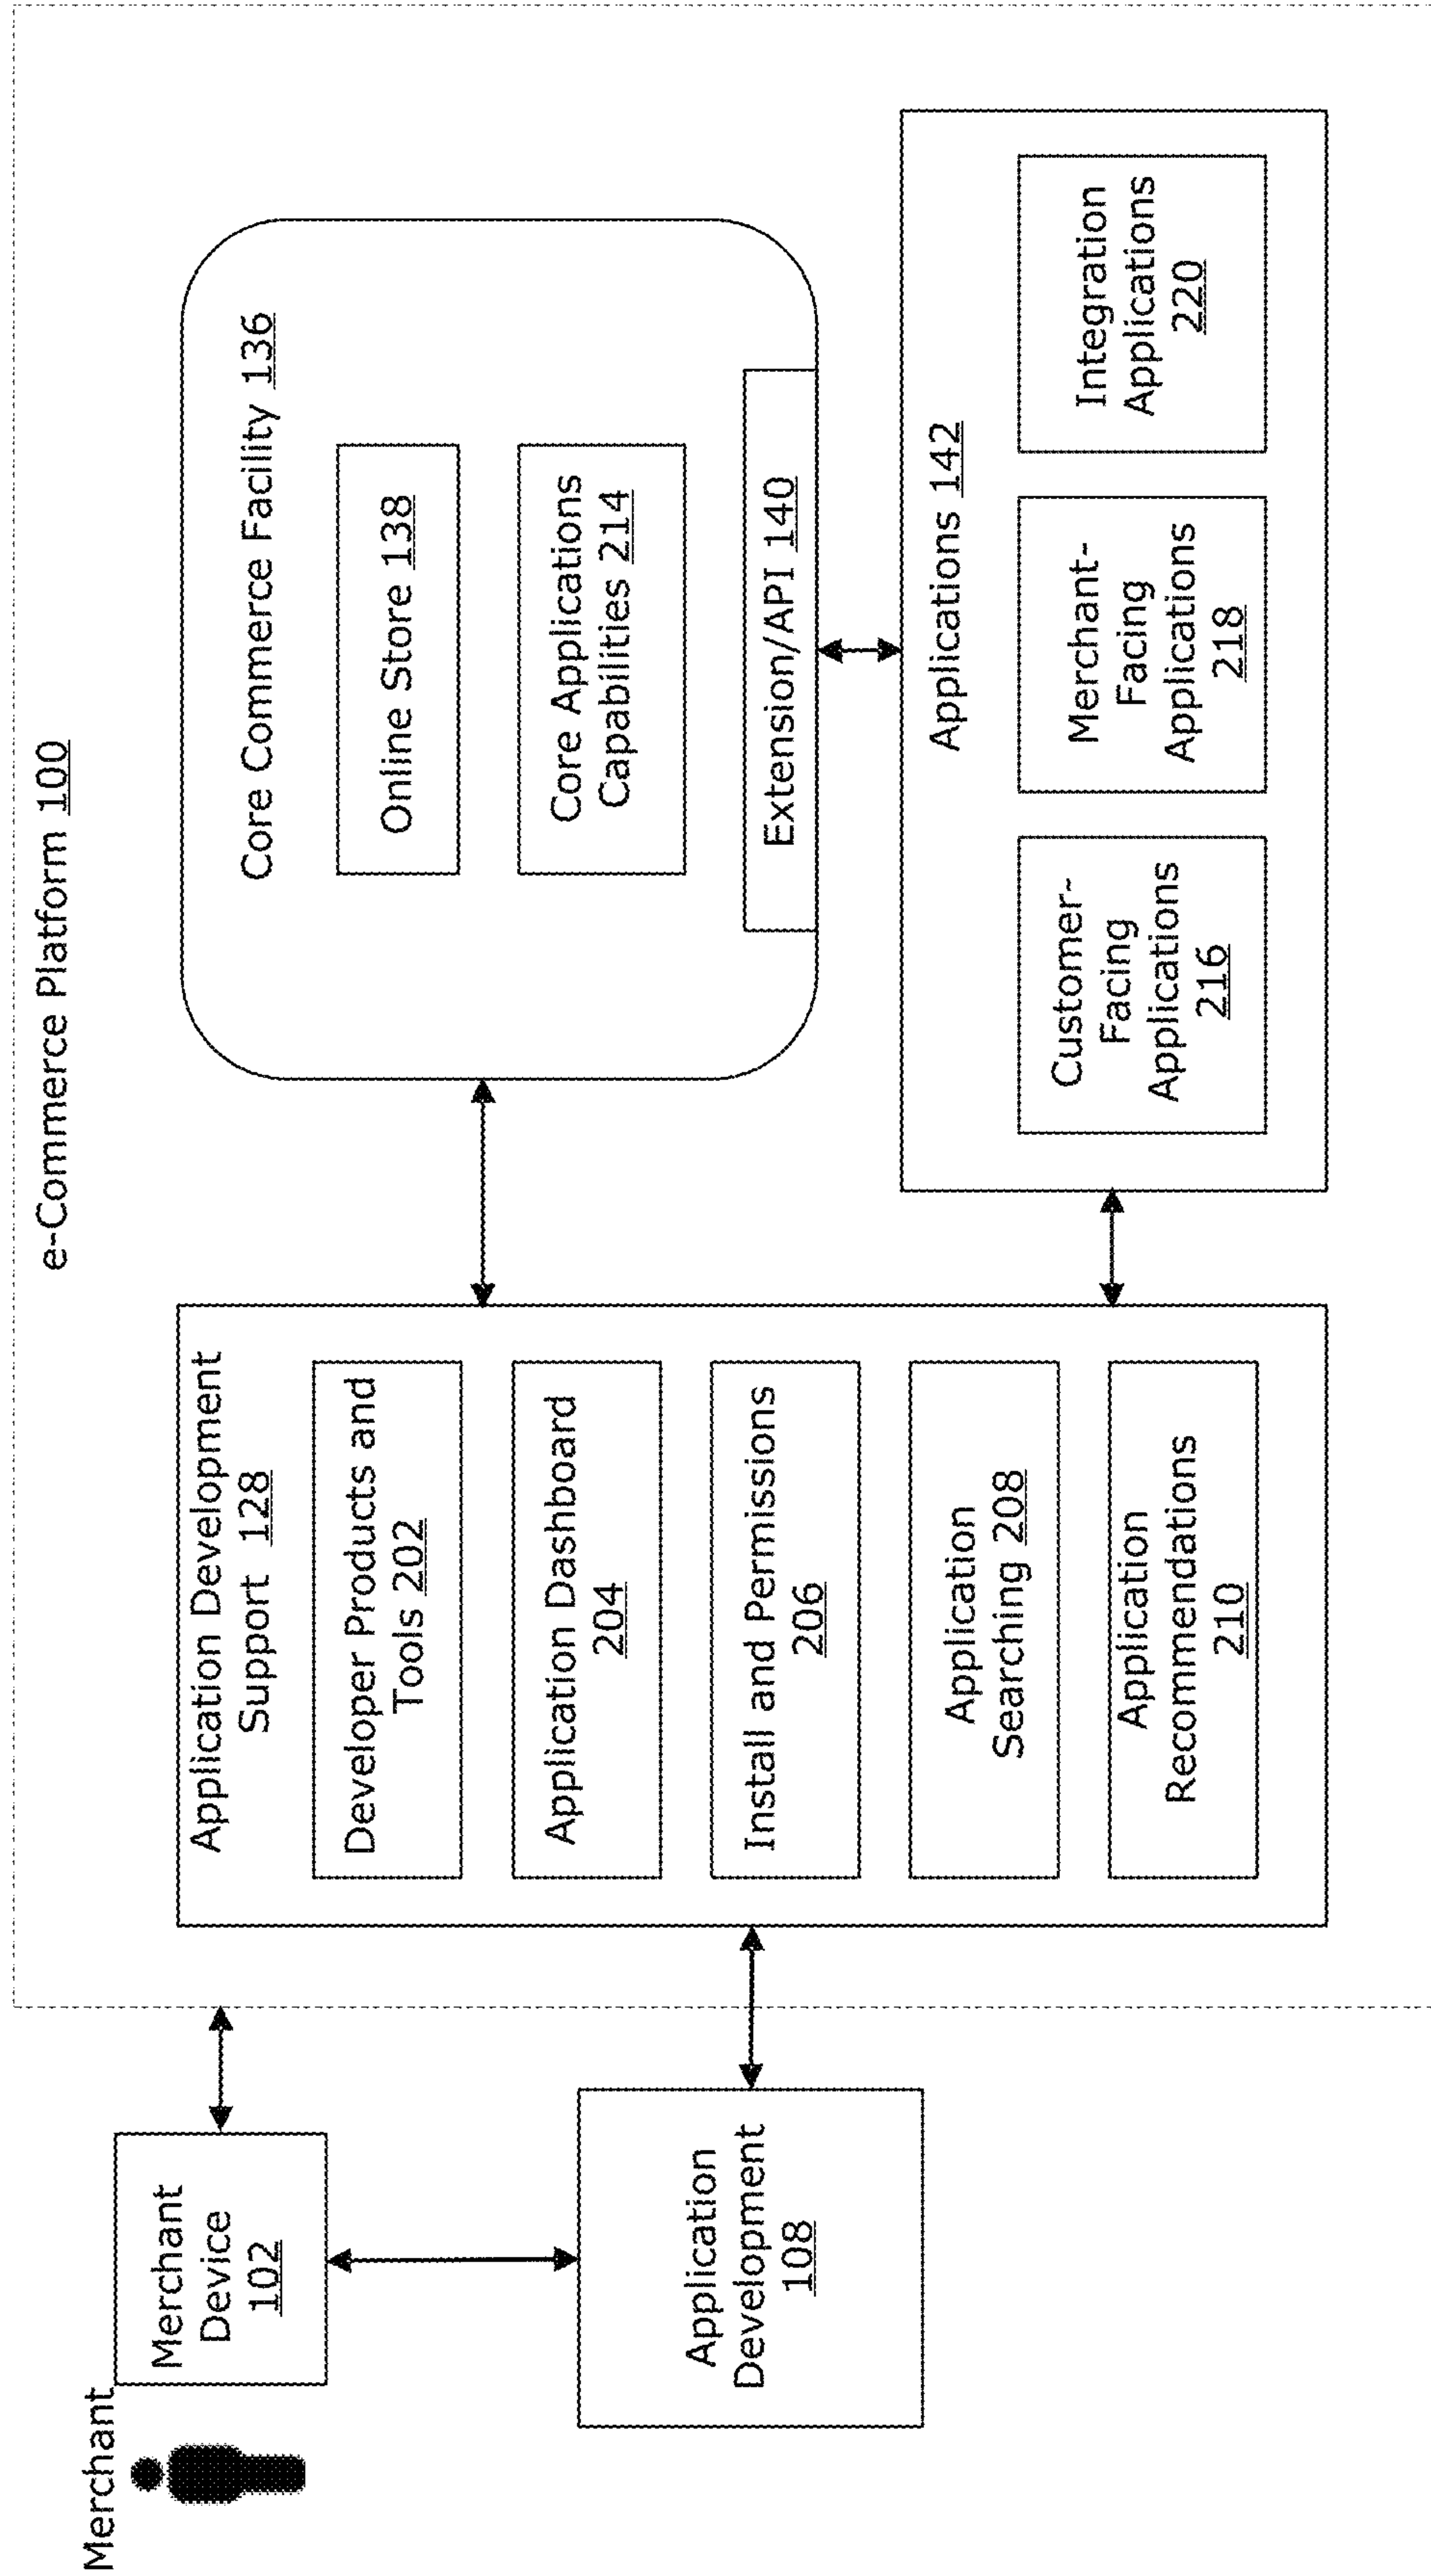 e-Commerce Platform 100
Merchant
Merchant
Device
102
Application
Development
108
Application Development
Support 128
Developer Products and
Tools 202
Application Dashboard
204
Install and Permissions
206
Application
Searching 208
Application
Recommendations
210
Core Commerce Facility 136
Online Store 138
Core Applications
Capabilities 214
Extension/API 140
Applications 142
Customer-
Facing
Applications
216
Merchant-
Facing
Applications
218
Integration
Applications
220